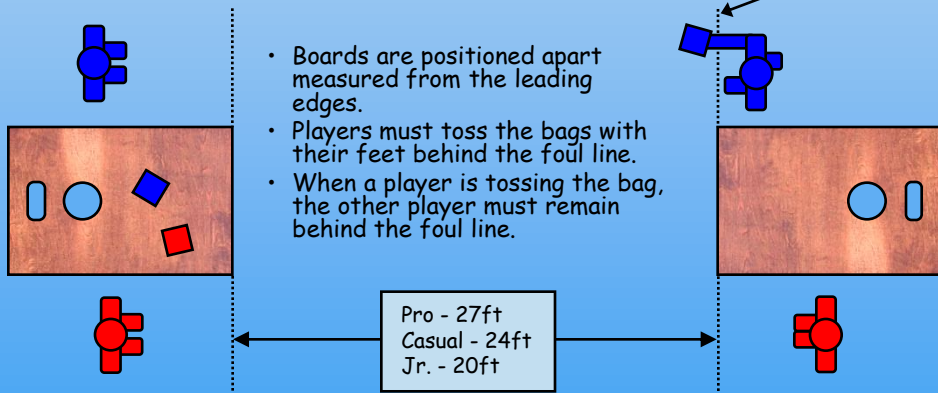 • Boards are positioned apart
measured from the leading
edges.
• Players must toss the bags with
their feet behind the foul line.
• When a player is tossing the bag,
the other player must remain
behind the foul line.
Pro - 27ft
Casual - 24ft
Jr. - 20ft